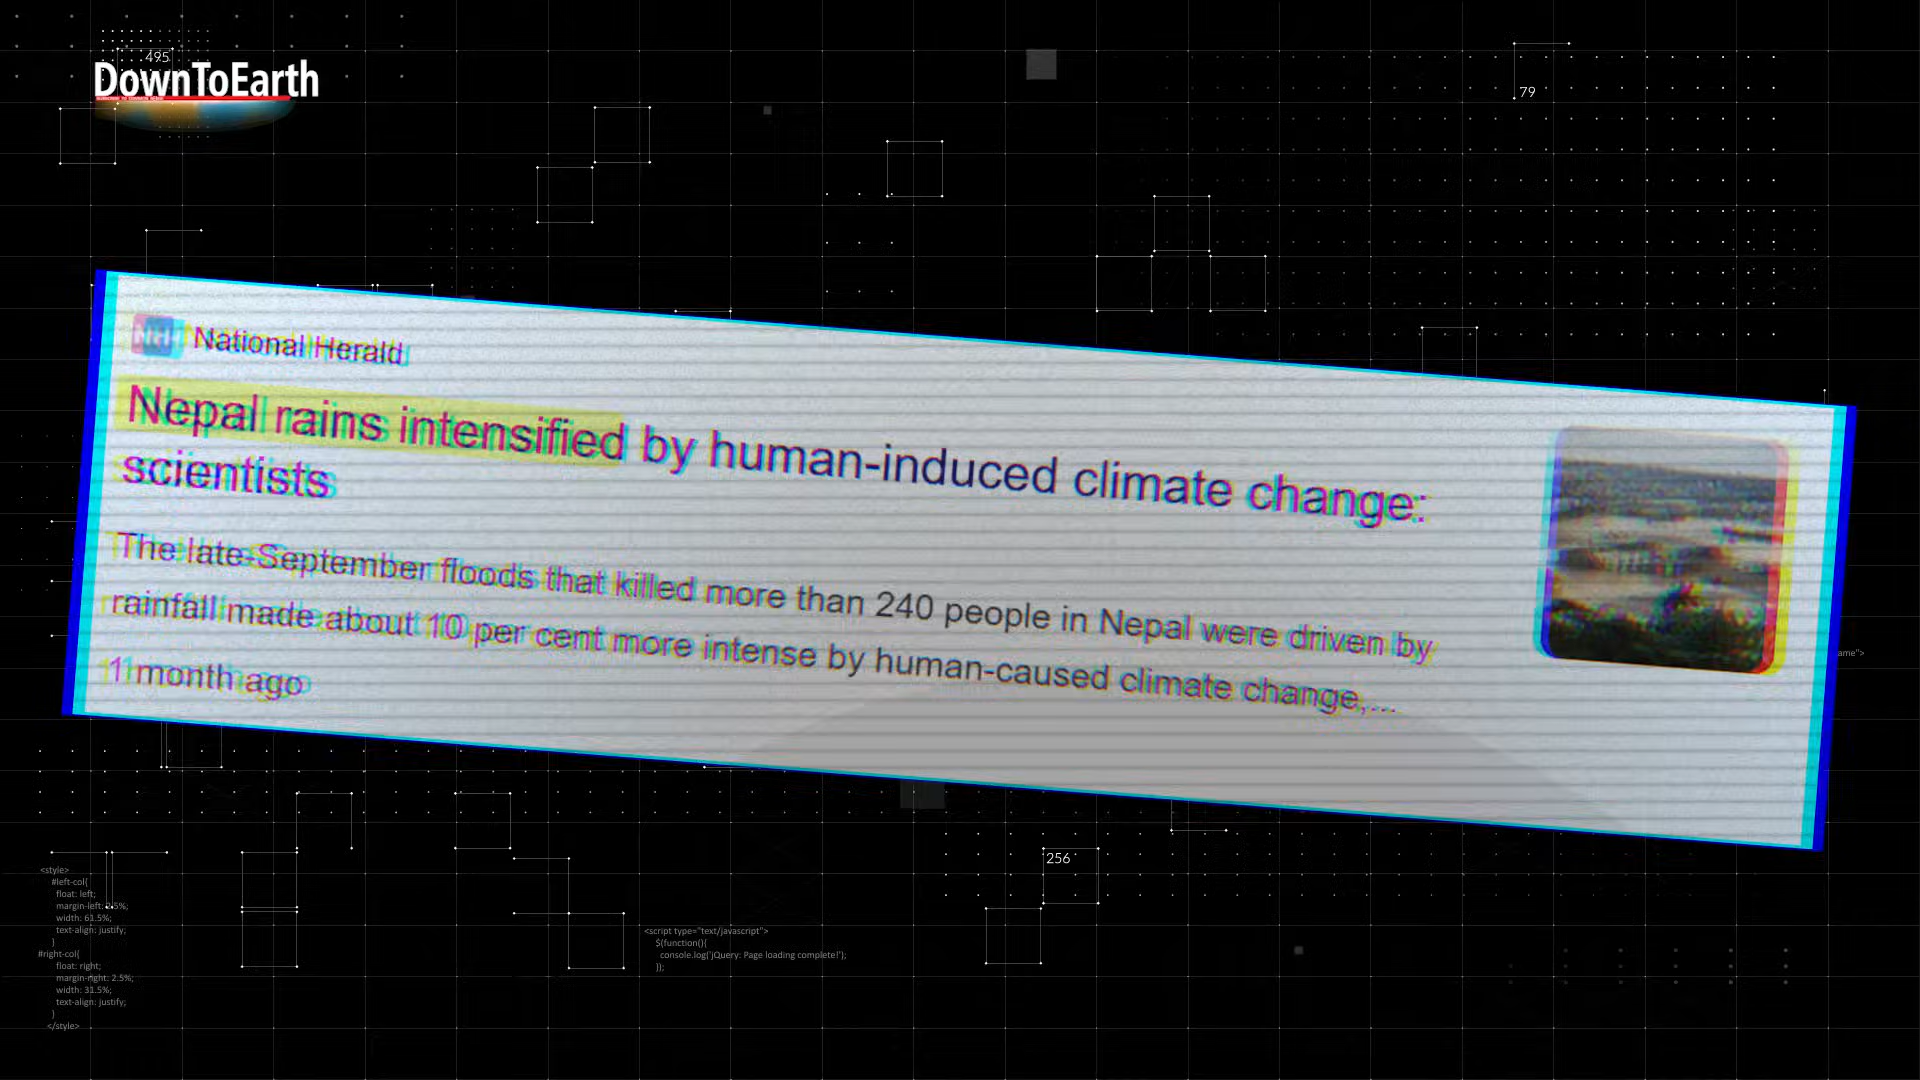 495
DownToEarth
79
National Herald
Nepal rains intensified by human-induced climate change:
scientists
The late-September floods that killed more than 240 people in Nepal were driven by
rainfall made about 10 per cent more intense by human-caused climate change,...
1 month ago
256
<style>
#left-col{
float: left;
margin-left: 2.5%;
width: 61.5%;
text-align: justify;
}
#right-col{
float: right;
margin-right: 2.5%;
width: 31.5%;
text-align: justify;
}
</style>
<script type="text/javascript">
$(function(){
console.log('jQuery: Page loading complete!');
});